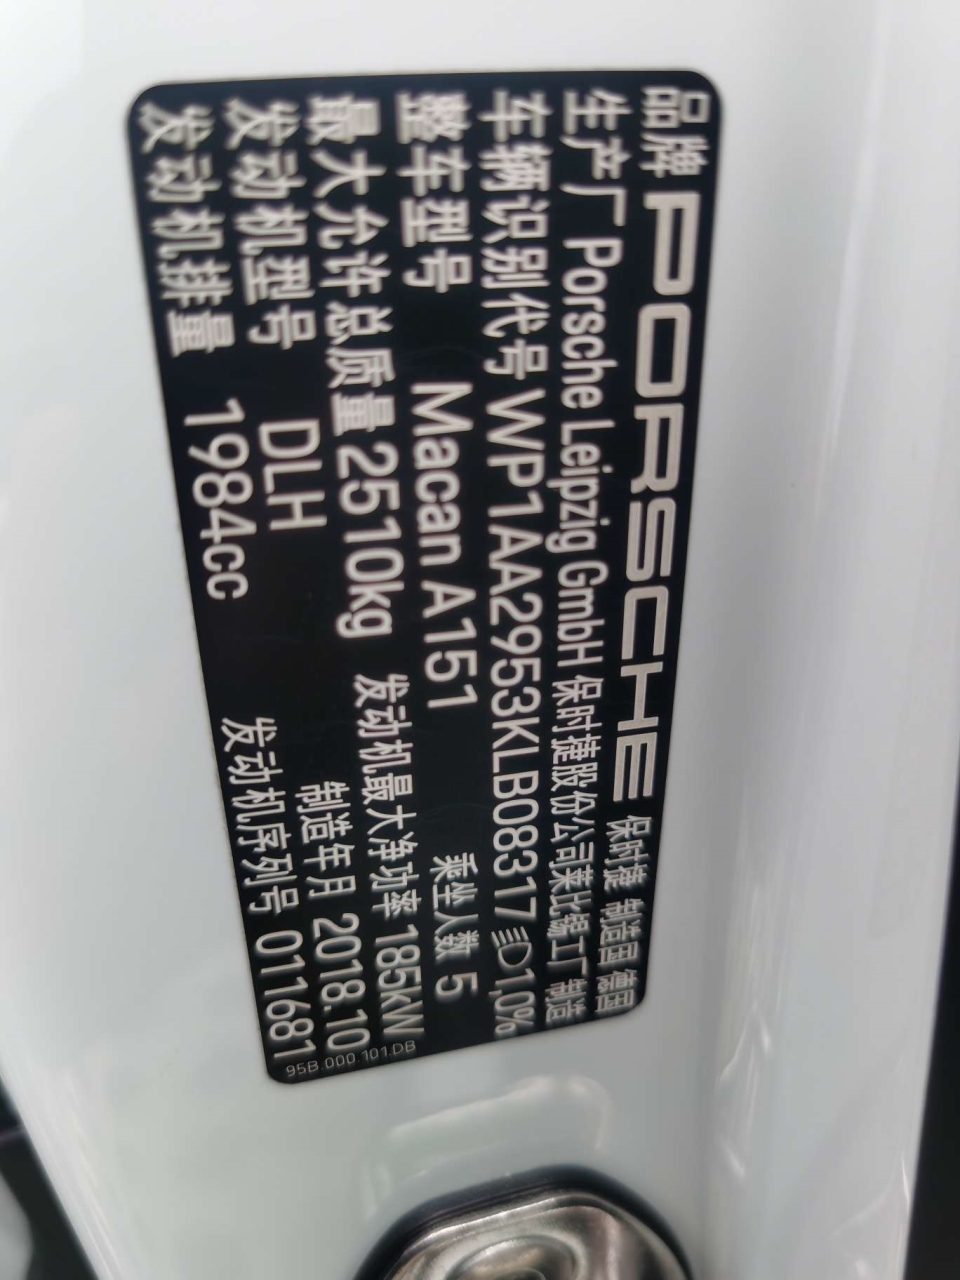 品牌 PORSCHE 保时捷 制造国 德国
生产厂 Porsche Leipzig GmbH 保时捷股份公司莱比锡工厂 制造
车辆识别代号 WP1AA2953KLB08317 1,0%
整车型号 Macan A151 乘坐人数 5
最大允许总质量 2510kg 发动机最大净功率 185kW
发动机型号 DLH 制造年月 2018.10
发动机排量 1984cc 发动机序列号 011681
95B.000.101.DB